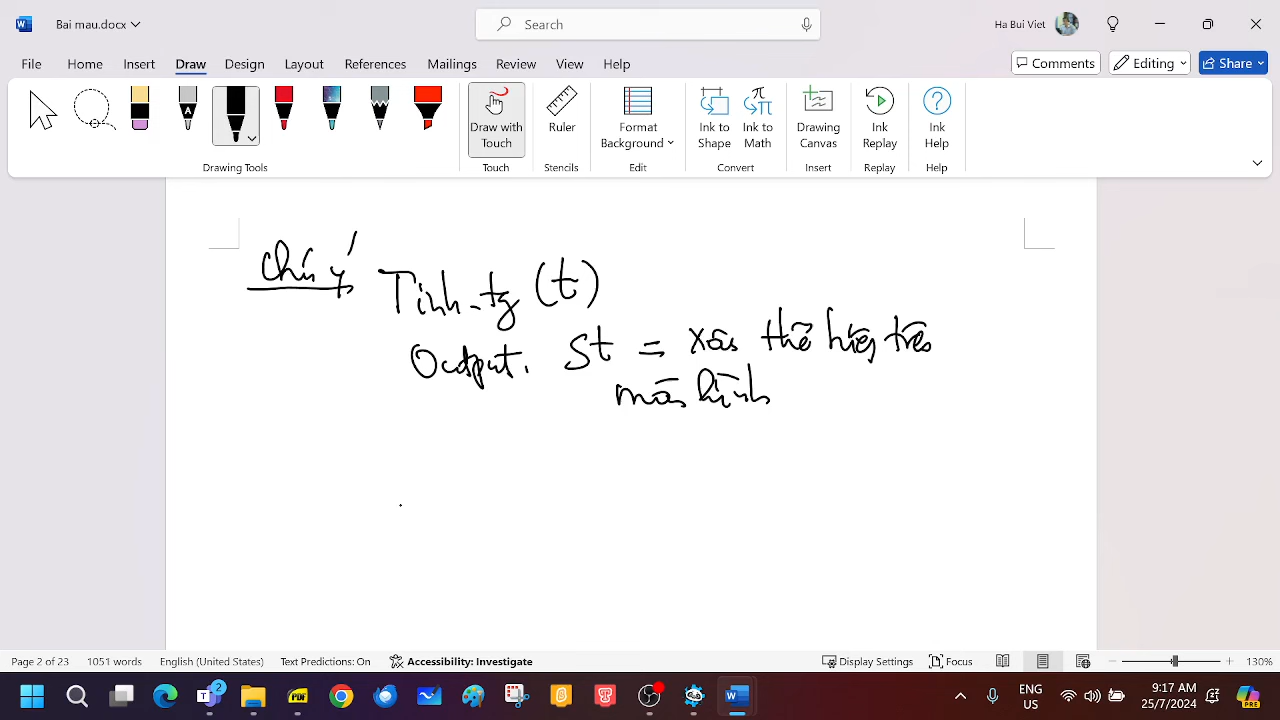 Bai mau.docx
Search
Ha Bui Viet
File Home Insert Draw Design Layout References Mailings Review View Help
Comments Editing Share
Draw with Touch
Ruler
Format Background
Ink to Shape
Ink to Math
Drawing Canvas
Ink Replay
Ink Help
Drawing Tools Touch Stencils Edit Convert Insert Replay Help
Chú ý
Tinh_tg (t)
Output. St = xâu thể hiện trên
màn hình
Page 2 of 23 1051 words English (United States) Text Predictions: On Accessibility: Investigate Display Settings Focus 130%
2
PDF
ENG
US
9:17 AM
25/7/2024
PRE